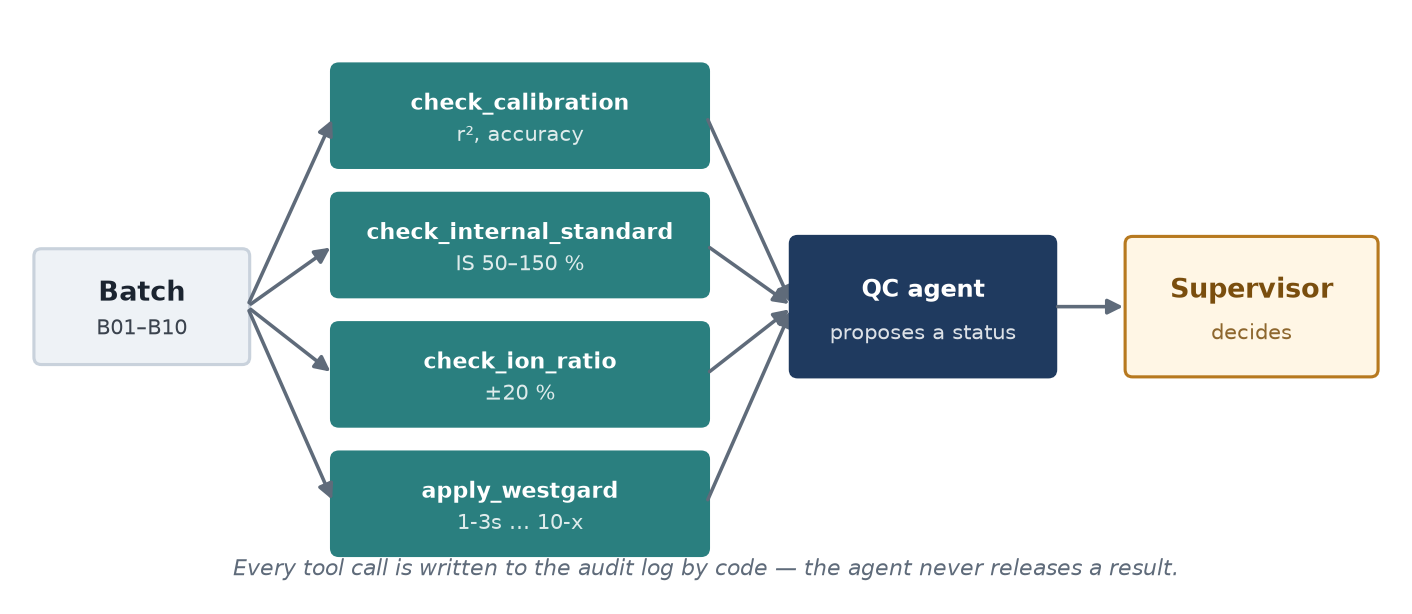 check_calibration
r², accuracy
check_internal_standard
IS 50–150 %
Batch
B01–B10
QC agent
proposes a status
Supervisor
decides
check_ion_ratio
±20 %
apply_westgard
1-3s … 10-x
Every tool call is written to the audit log by code — the agent never releases a result.